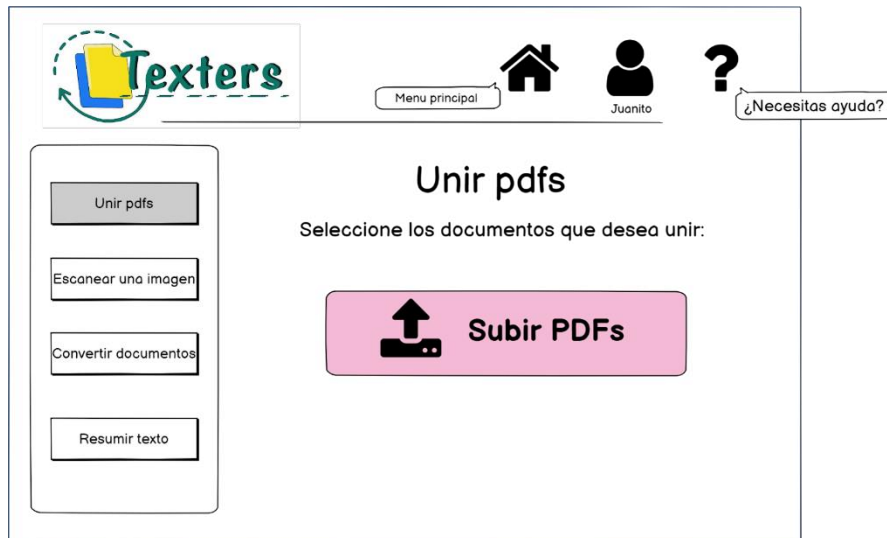 Texters
Menu principal
Juanito
¿Necesitas ayuda?
Unir pdfs
Escanear una imagen
Convertir documentos
Resumir texto
Unir pdfs
Seleccione los documentos que desea unir:
Subir PDFs